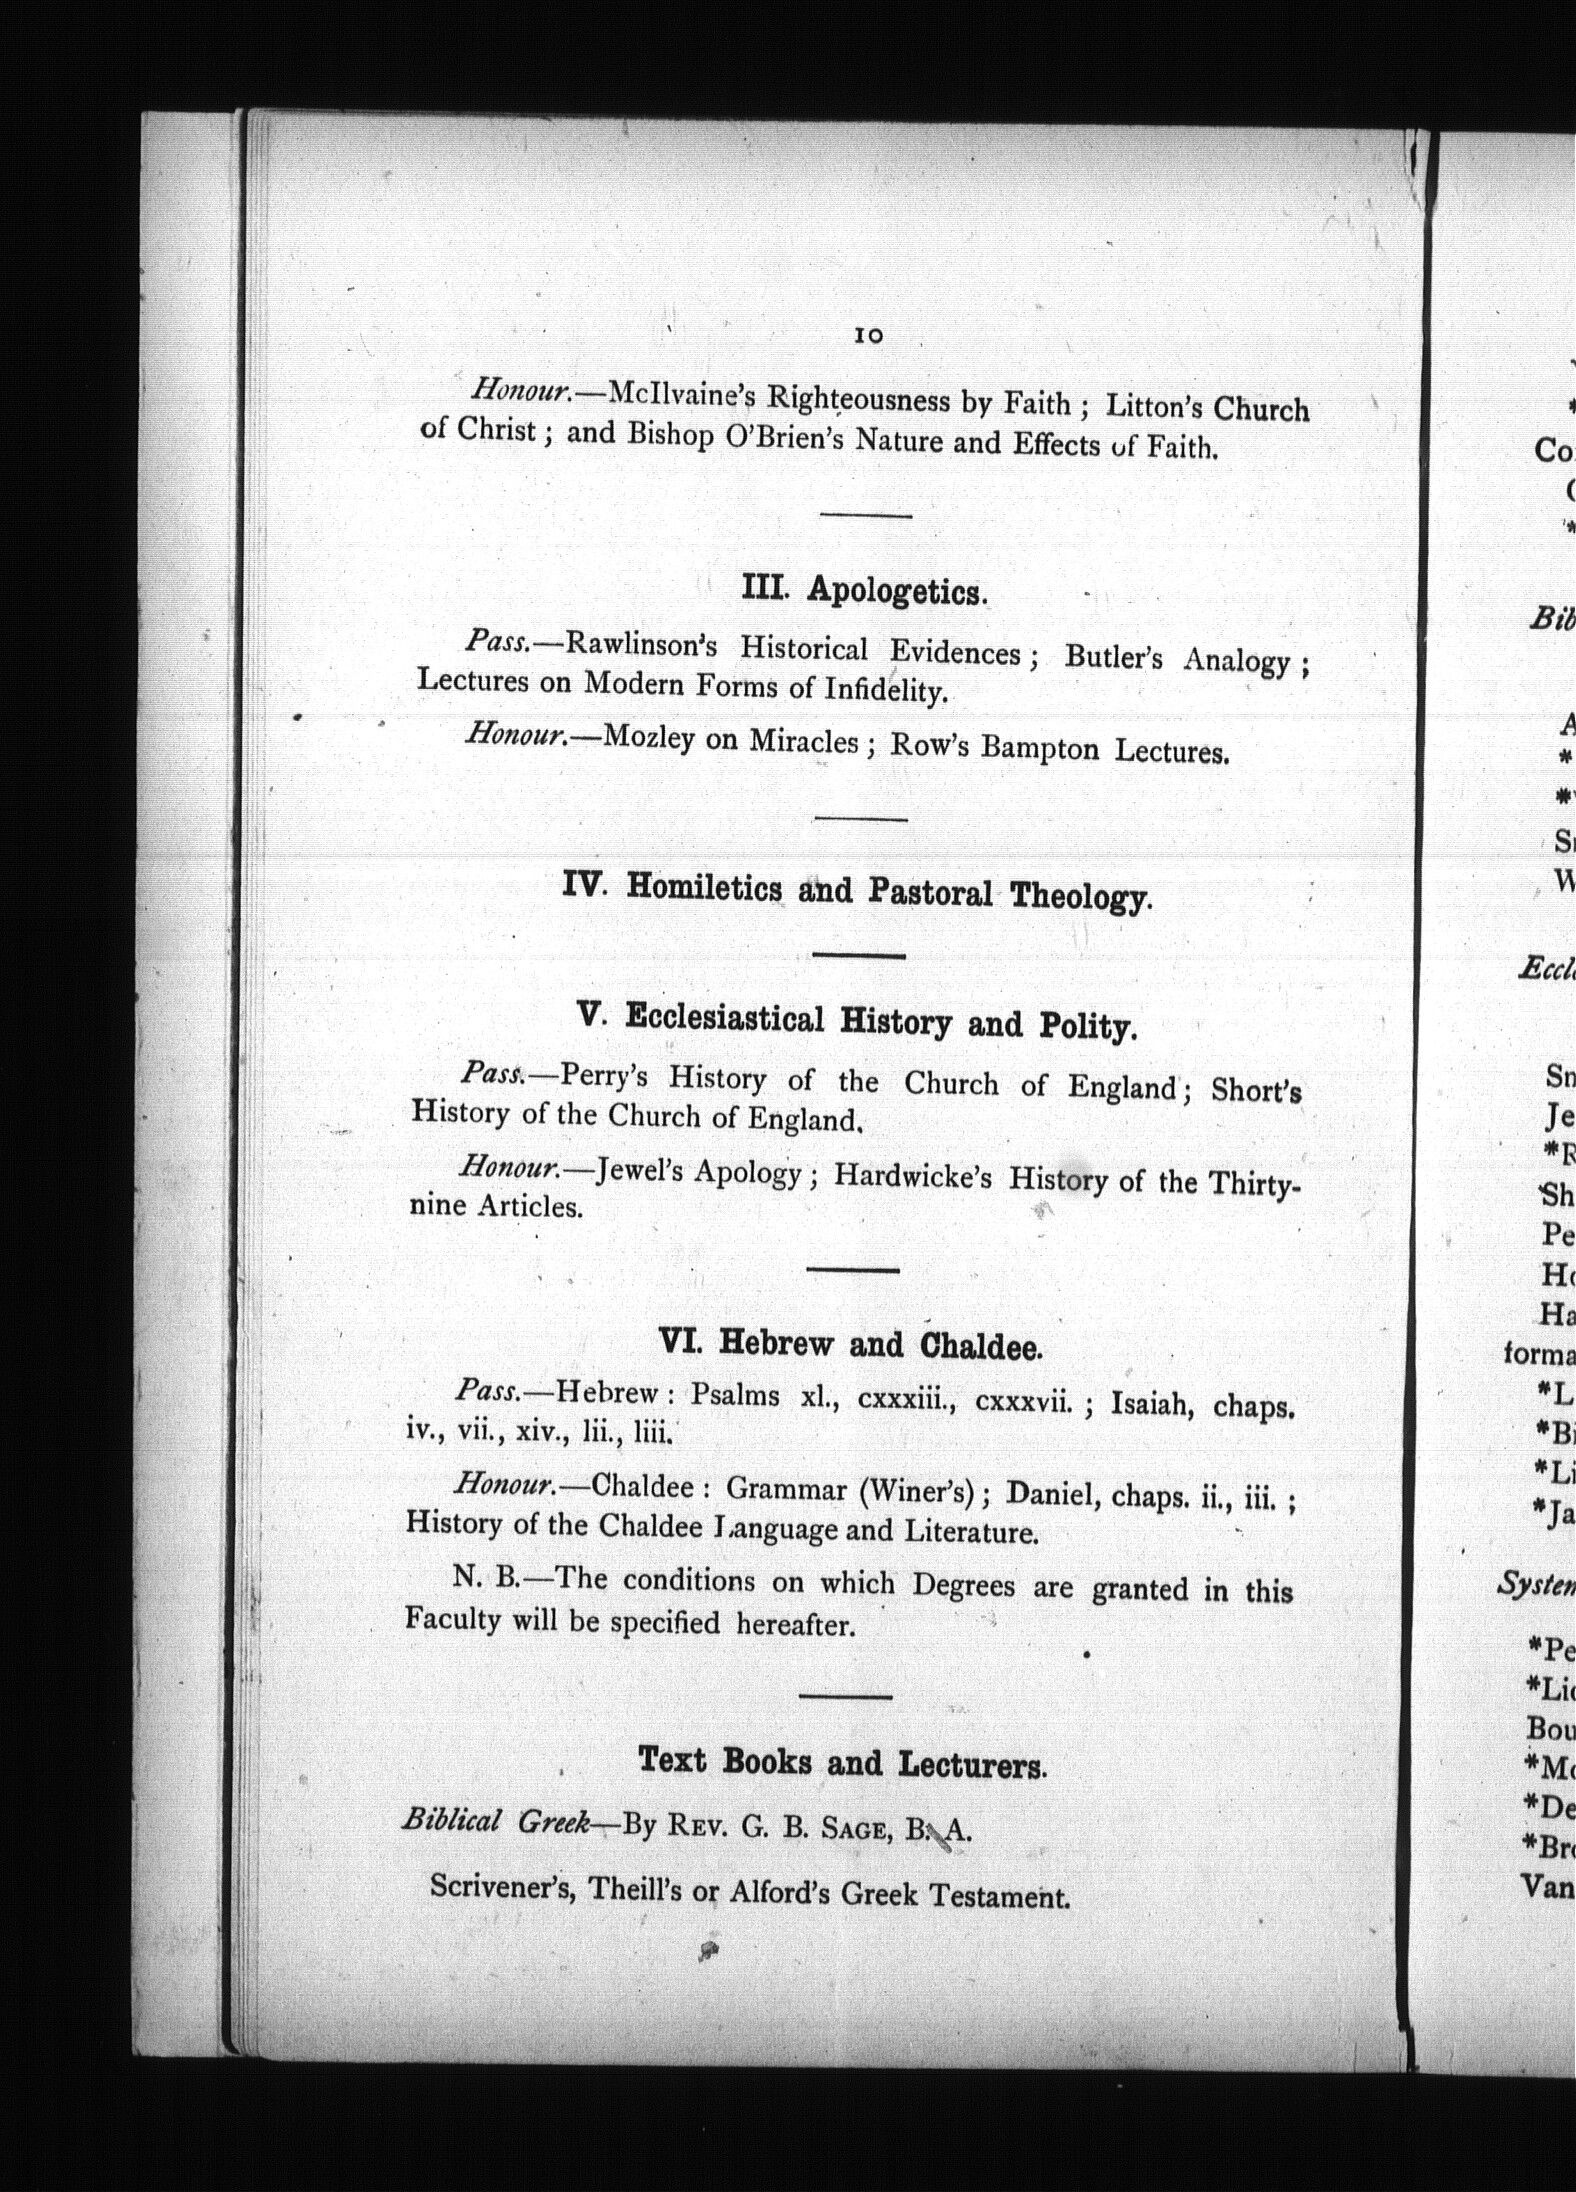 10
Honour.—McIlvaine's Righteousness by Faith ; Litton's Church
of Christ ; and Bishop O'Brien's Nature and Effects of Faith.
III. Apologetics.
Pass.—Rawlinson's Historical Evidences ; Butler's Analogy ;
Lectures on Modern Forms of Infidelity.
Honour.—Mozley on Miracles ; Row's Bampton Lectures.
IV. Homiletics and Pastoral Theology.
V. Ecclesiastical History and Polity.
Pass.—Perry's History of the Church of England ; Short's
History of the Church of England.
Honour.—Jewel's Apology ; Hardwicke's History of the Thirty-
nine Articles.
VI. Hebrew and Chaldee.
Pass.—Hebrew : Psalms xl., cxxxiii., cxxxvii. ; Isaiah, chaps.
iv., vii., xiv., lii., liii.
Honour.—Chaldee : Grammar (Winer's) ; Daniel, chaps. ii., iii. ;
History of the Chaldee Language and Literature.
N. B.—The conditions on which Degrees are granted in this
Faculty will be specified hereafter.
Text Books and Lecturers.
Biblical Greek—By Rev. G. B. Sage, B. A.
Scrivener's, Theill's or Alford's Greek Testament.